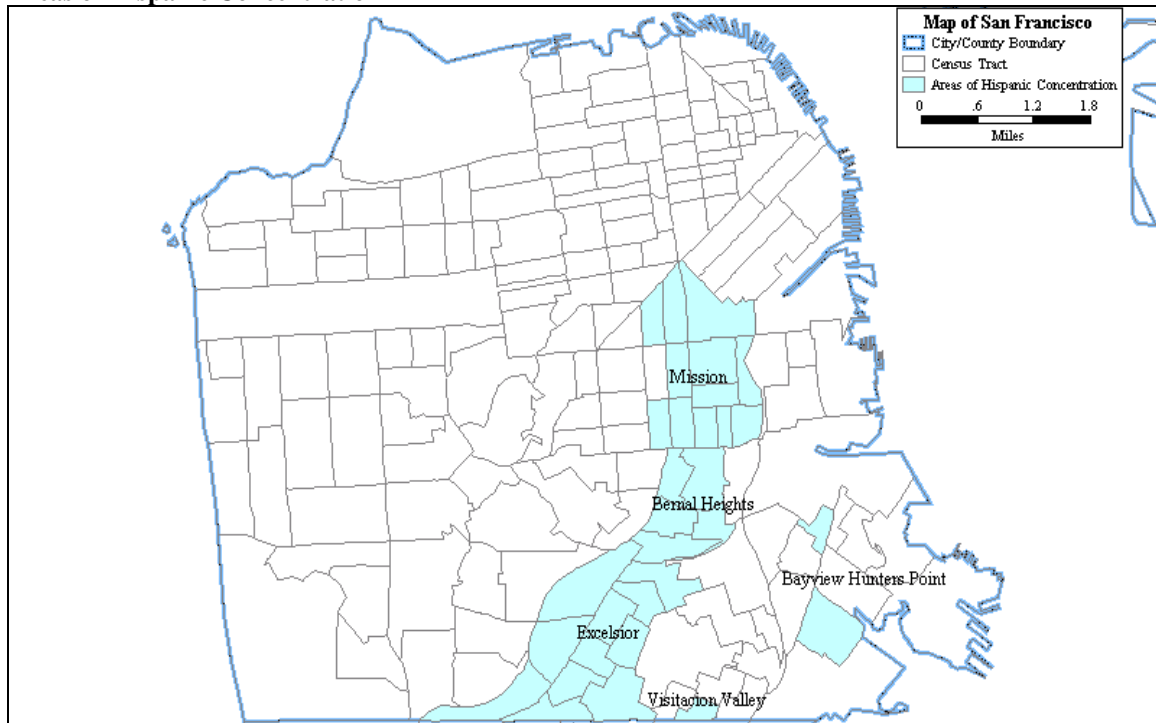 Map of San Francisco
City/County Boundary
Census Tract
Areas of Hispanic Concentration
0 .6 1.2 1.8
Miles
Mission
Bernal Heights
Bayview Hunters Point
Excelsior
Visitacion Valley